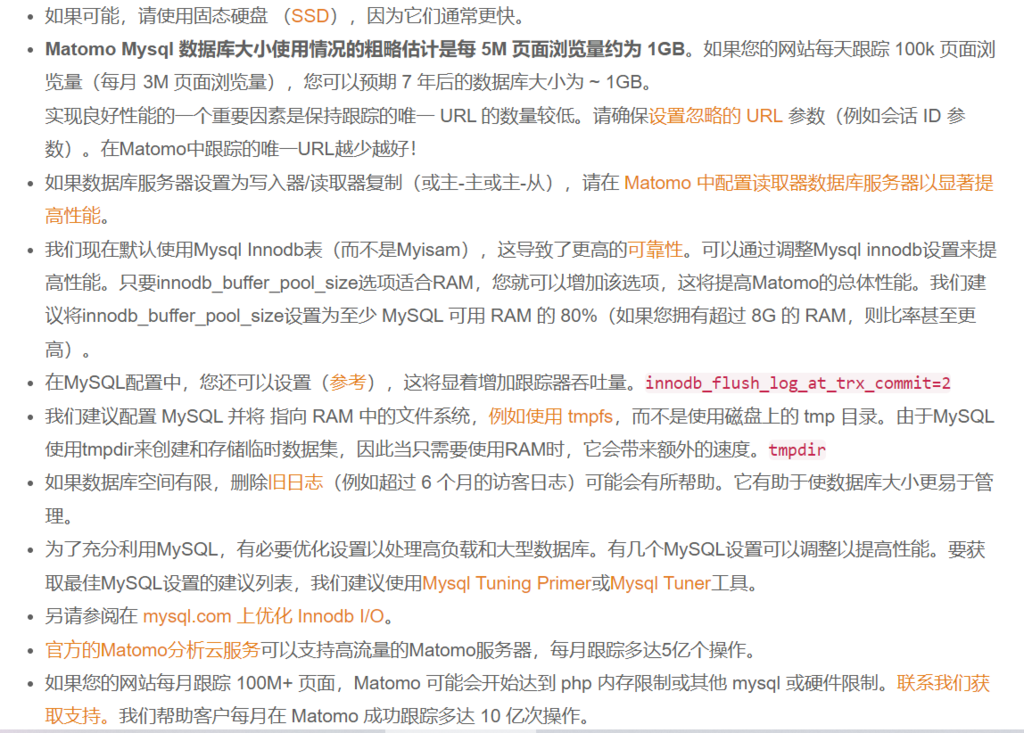 如果可能，请使用固态硬盘 （SSD），因为它们通常更快。
Matomo Mysql 数据库大小使用情况的粗略估计是每 5M 页面浏览量约为 1GB。如果您的网站每天跟踪 100k 页面浏
览量（每月 3M 页面浏览量），您可以预期 7 年后的数据库大小为 ~ 1GB。
实现良好性能的一个重要因素是保持跟踪的唯一 URL 的数量较低。请确保设置忽略的 URL 参数（例如会话 ID 参
数）。在Matomo中跟踪的唯一URL越少越好！
如果数据库服务器设置为写入器/读取器复制（或主-主或主-从），请在 Matomo 中配置读取器数据库服务器以显著提
高性能。
我们现在默认使用Mysql Innodb表（而不是Myisam），这导致了更高的可靠性。可以通过调整Mysql innodb设置来提
高性能。只要innodb_buffer_pool_size选项适合RAM，您就可以增加该选项，这将提高Matomo的总体性能。我们建
议将innodb_buffer_pool_size设置为至少 MySQL 可用 RAM 的 80%（如果您拥有超过 8G 的 RAM，则比率甚至更
高）。
在MySQL配置中，您还可以设置（参考），这将显着增加跟踪器吞吐量。innodb_flush_log_at_trx_commit=2
我们建议配置 MySQL 并将 指向 RAM 中的文件系统，例如使用 tmpfs，而不是使用磁盘上的 tmp 目录。由于MySQL
使用tmpdir来创建和存储临时数据集，因此当只需要使用RAM时，它会带来额外的速度。tmpdir
如果数据库空间有限，删除旧日志（例如超过 6 个月的访客日志）可能会有所帮助。它有助于使数据库大小更易于管
理。
为了充分利用MySQL，有必要优化设置以处理高负载和大型数据库。有几个MySQL设置可以调整以提高性能。要获
取最佳MySQL设置的建议列表，我们建议使用Mysql Tuning Primer或Mysql Tuner工具。
另请参阅在 mysql.com 上优化 Innodb I/O。
官方的Matomo分析云服务可以支持高流量的Matomo服务器，每月跟踪多达5亿个操作。
如果您的网站每月跟踪 100M+ 页面，Matomo 可能会开始达到 php 内存限制或其他 mysql 或硬件限制。联系我们获
取支持。我们帮助客户每月在 Matomo 成功跟踪多达 10 亿次操作。